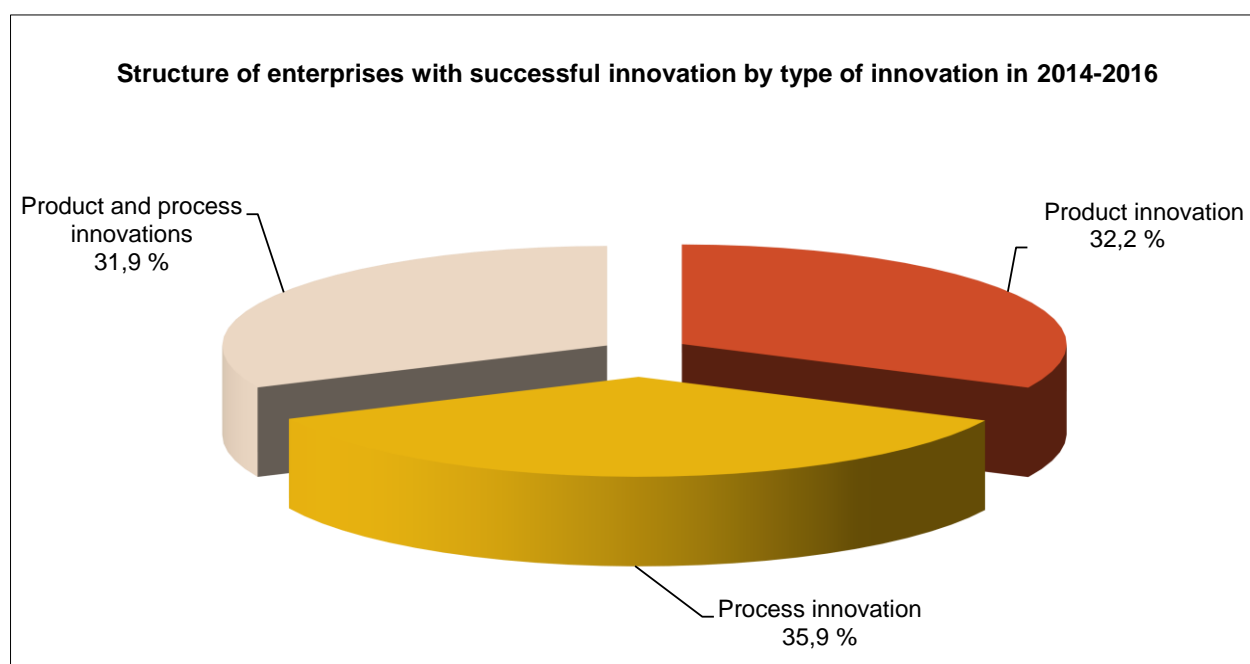 Structure of enterprises with successful innovation by type of innovation in 2014-2016
Product and process
innovations
31,9 %
Product innovation
32,2 %
Process innovation
35,9 %